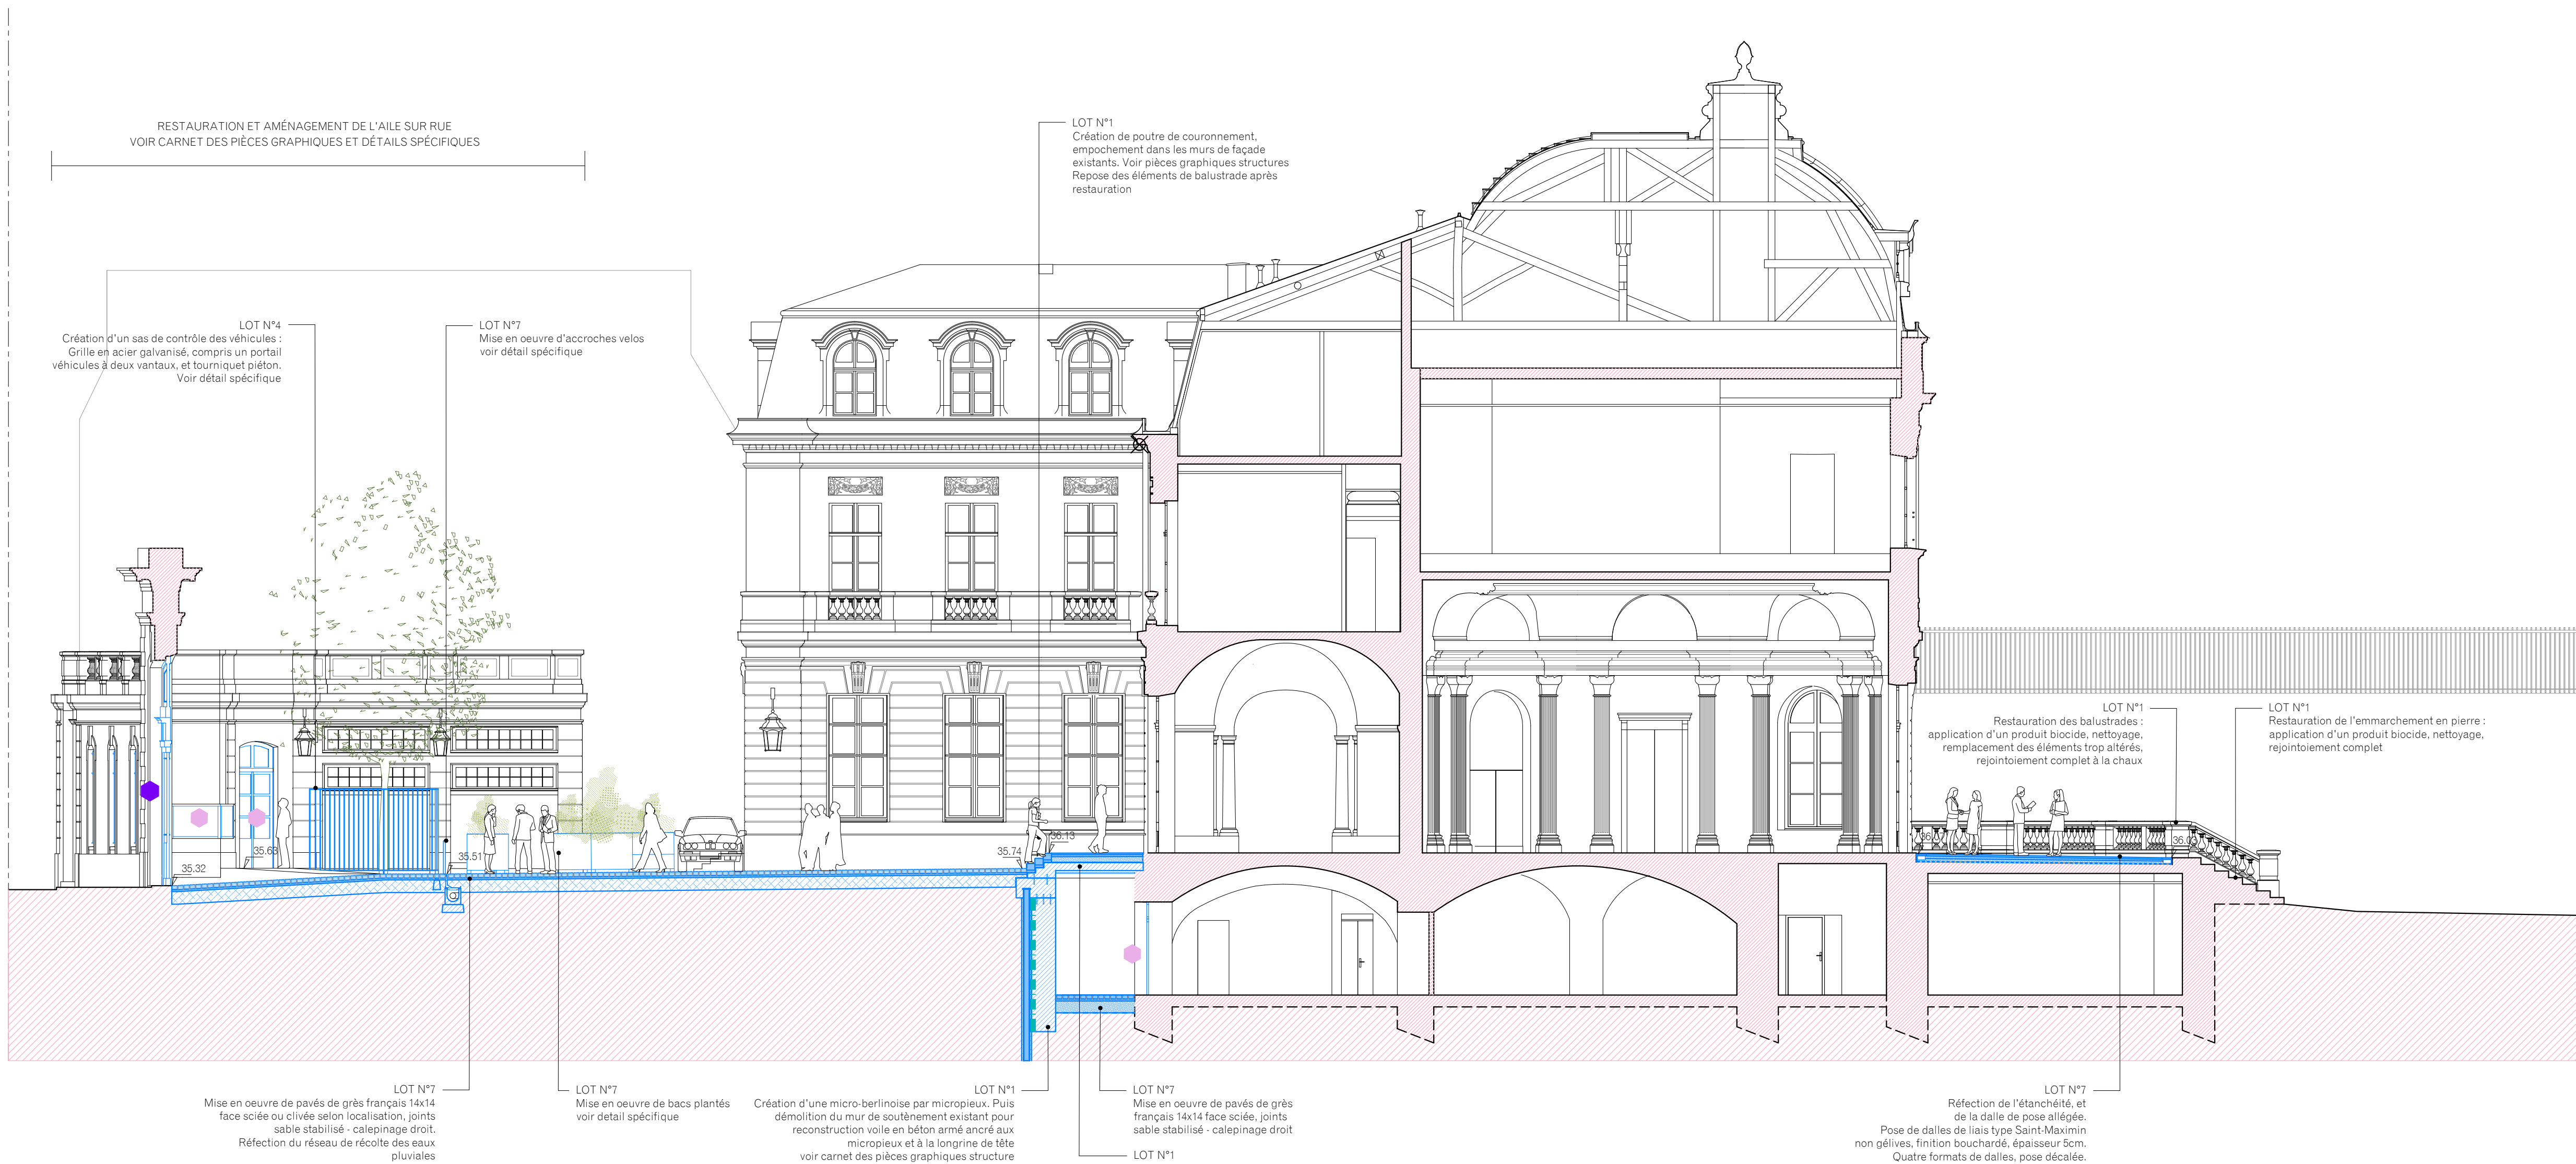 RESTAURATION ET AMÉNAGEMENT DE L'AILE SUR RUE
VOIR CARNET DES PIÈCES GRAPHIQUES ET DÉTAILS SPÉCIFIQUES
LOT N°1
Création de poutre de couronnement,
empochement dans les murs de façade
existants. Voir pièces graphiques structures
Repose des éléments de balustrade après
restauration
LOT N°4
Création d'un sas de contrôle des véhicules :
Grille en acier galvanisé, compris un portail
véhicules à deux vantaux, et tourniquet piéton.
Voir détail spécifique
LOT N°7
Mise en oeuvre d'accroches velos
voir détail spécifique
LOT N°1
Restauration des balustrades :
application d'un produit biocide, nettoyage,
remplacement des éléments trop altérés,
rejointoiement complet à la chaux
LOT N°1
Restauration de l'emmarchement en pierre :
application d'un produit biocide, nettoyage,
rejointoiement complet
35.32
35.63
35.51
35.74
36.13
LOT N°7
Mise en oeuvre de pavés de grès français 14x14
face sciée ou clivée selon localisation, joints
sable stabilisé - calepinage droit.
Réfection du réseau de récolte des eaux
pluviales
LOT N°7
Mise en oeuvre de bacs plantés
voir detail spécifique
LOT N°1
Création d'une micro-berlinoise par micropieux. Puis
démolition du mur de soutènement existant pour
reconstruction voile en béton armé ancré aux
micropieux et à la longrine de tête
voir carnet des pièces graphiques structure
LOT N°7
Mise en oeuvre de pavés de grès
français 14x14 face sciée, joints
sable stabilisé - calepinage droit
LOT N°1
LOT N°7
Réfection de l'étanchéité, et
de la dalle de pose allégée.
Pose de dalles de liais type Saint-Maximin
non gélives, finition bouchardé, épaisseur 5cm.
Quatre formats de dalles, pose décalée.